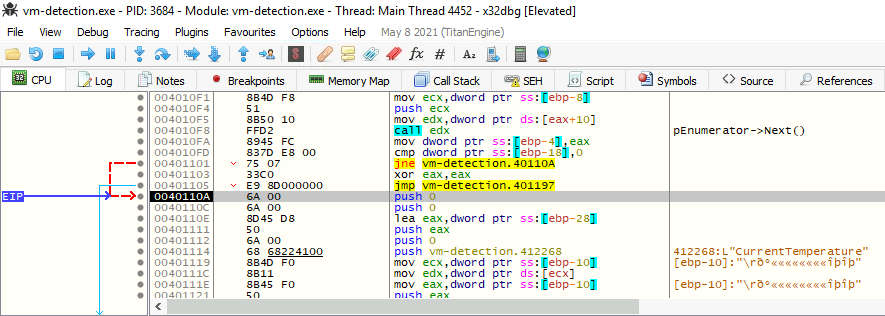 vm-detection.exe - PID: 3684 - Module: vm-detection.exe - Thread: Main Thread 4452 - x32dbg [Elevated]
File View Debug Tracing Plugins Favourites Options Help May 8 2021 (TitanEngine)
fx # Az
32 CPU Log Notes Breakpoints Memory Map Call Stack SEH Script Symbols Source References
004010F1 8B4D F8 mov ecx,dword ptr ss:[ebp-8]
004010F4 51 push ecx
004010F5 8B50 10 mov edx,dword ptr ds:[eax+10]
004010F8 FFD2 call edx pEnumerator->Next()
004010FA 8945 FC mov dword ptr ss:[ebp-4],eax
004010FD 837D E8 00 cmp dword ptr ss:[ebp-18],0
00401101 75 07 jne vm-detection.40110A
00401103 33C0 xor eax,eax
00401105 E9 8D000000 jmp vm-detection.401197
EIP 0040110A 6A 00 push 0
0040110C 6A 00 push 0
0040110E 8D45 D8 lea eax,dword ptr ss:[ebp-28]
00401111 50 push eax
00401112 6A 00 push 0
00401114 68 68224100 push vm-detection.412268 412268:L"CurrentTemperature"
00401119 8B4D F0 mov ecx,dword ptr ss:[ebp-10] [ebp-10]:"\rð°««««««««îþîþ"
0040111C 8B11 mov edx,dword ptr ds:[ecx]
0040111E 8B45 F0 mov eax,dword ptr ss:[ebp-10] [ebp-10]:"\rð°««««««««îþîþ"
00401121 50 push eax